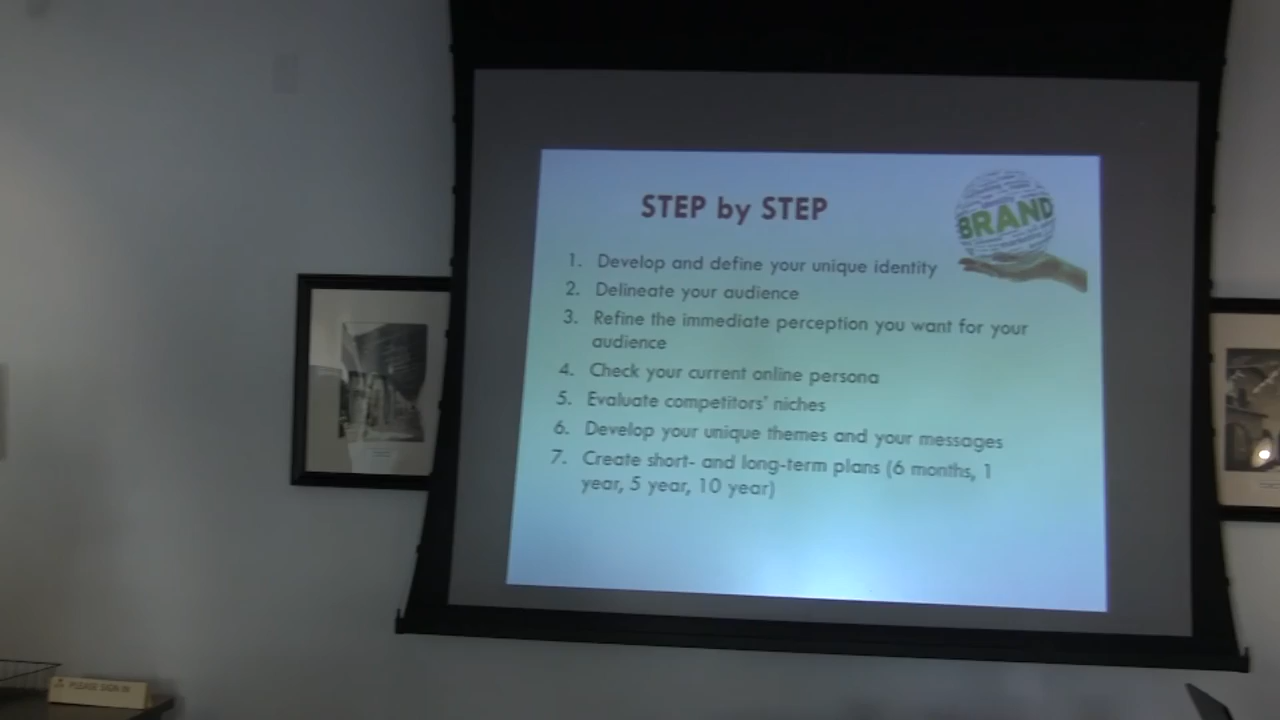 STEP by STEP
BRAND
1. Develop and define your unique identity
2. Delineate your audience
3. Refine the immediate perception you want for your
audience
4. Check your current online persona
5. Evaluate competitors' niches
6. Develop your unique themes and your messages
7. Create short- and long-term plans (6 months, 1
year, 5 year, 10 year)
PLEASE SIGN IN